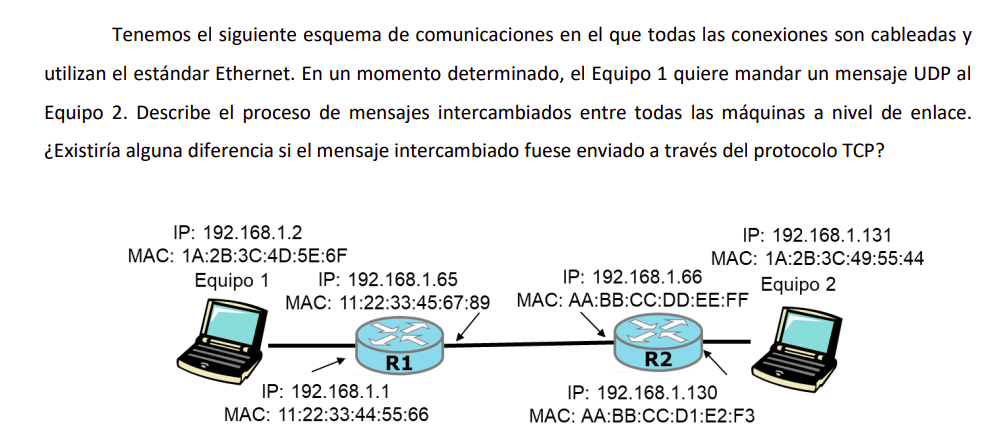 Tenemos el siguiente esquema de comunicaciones en el que todas las conexiones son cableadas y
utilizan el estándar Ethernet. En un momento determinado, el Equipo 1 quiere mandar un mensaje UDP al
Equipo 2. Describe el proceso de mensajes intercambiados entre todas las máquinas a nivel de enlace.
¿Existiría alguna diferencia si el mensaje intercambiado fuese enviado a través del protocolo TCP?
IP: 192.168.1.2
MAC: 1A:2B:3C:4D:5E:6F
Equipo 1
IP: 192.168.1.65
MAC: 11:22:33:45:67:89
IP: 192.168.1.66
MAC: AA:BB:CC:DD:EE:FF
IP: 192.168.1.131
MAC: 1A:2B:3C:49:55:44
Equipo 2
R1
R2
IP: 192.168.1.1
MAC: 11:22:33:44:55:66
IP: 192.168.1.130
MAC: AA:BB:CC:D1:E2:F3